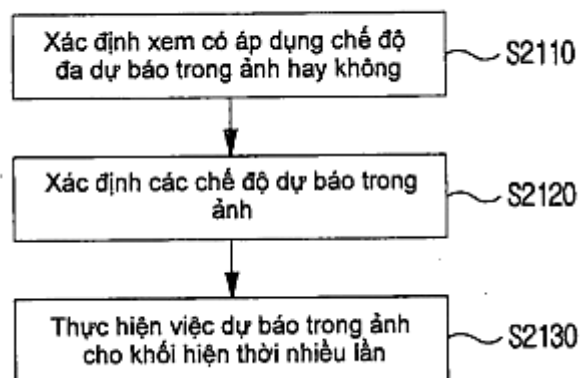 Xác định xem có áp dụng chế độ
đa dự báo trong ảnh hay không
S2110
Xác định các chế độ dự báo trong
ảnh
S2120
Thực hiện việc dự báo trong ảnh
cho khối hiện thời nhiều lần
S2130